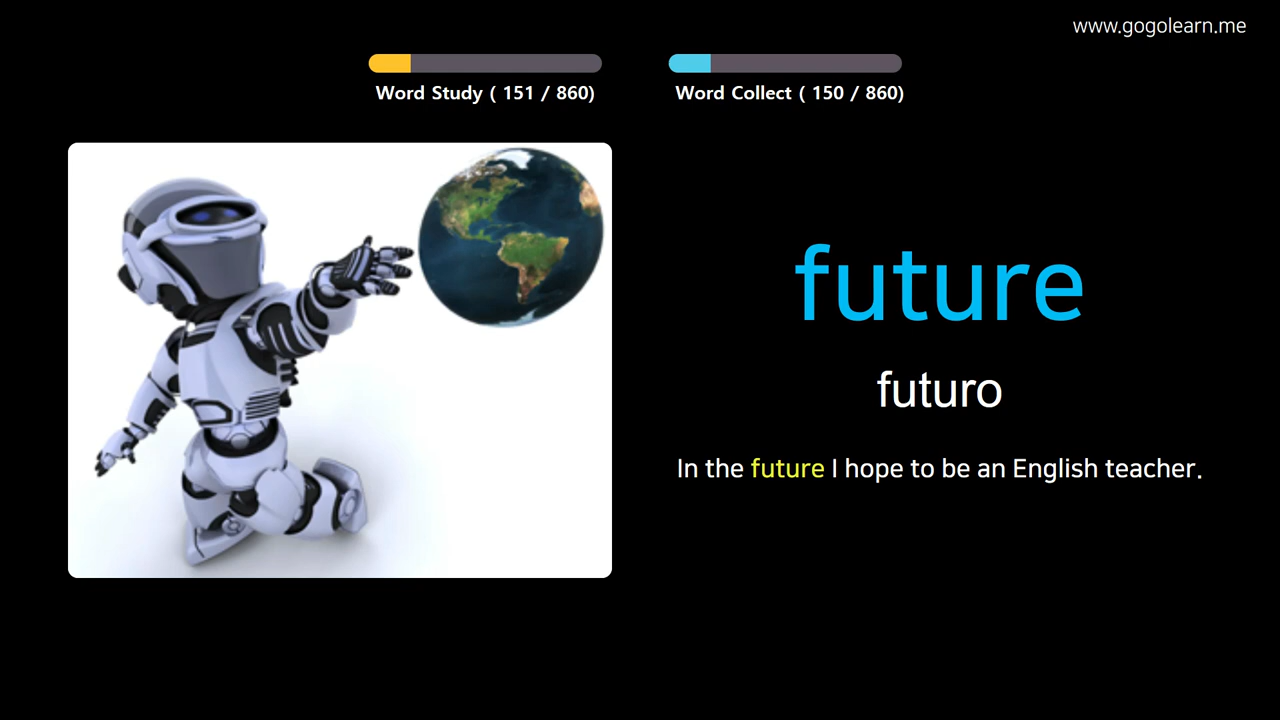 www.gogolearn.me
Word Study ( 151 / 860)
Word Collect ( 150 / 860)
future
futuro
In the future I hope to be an English teacher.